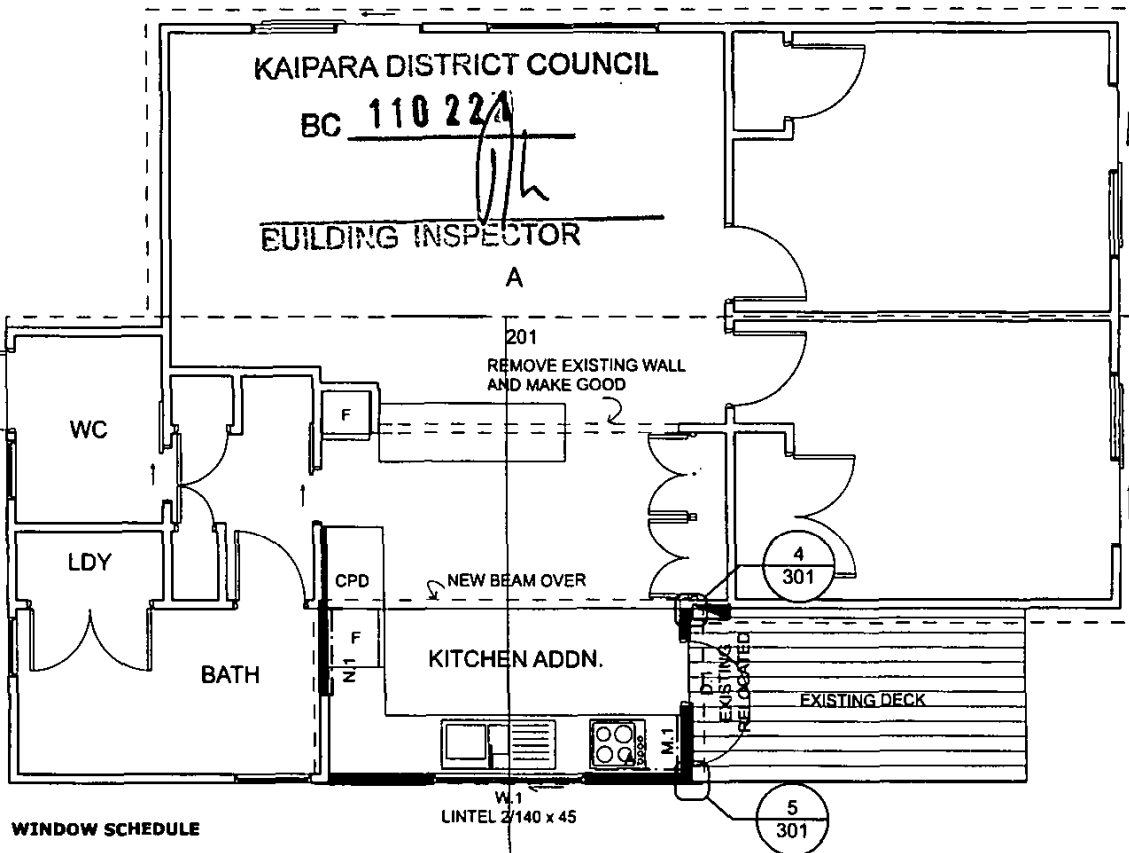 KAIPARA DISTRICT COUNCIL
BC 110 221
BUILDING INSPECTOR
A
201
REMOVE EXISTING WALL
AND MAKE GOOD
F
WC
LDY
CPD
NEW BEAM OVER
4
301
F
N.1
KITCHEN ADDN.
BATH
D.1
EXISTING
RELOCATED
EXISTING DECK
M.1
W.1
LINTEL 2/140 x 45
5
301
WINDOW SCHEDULE